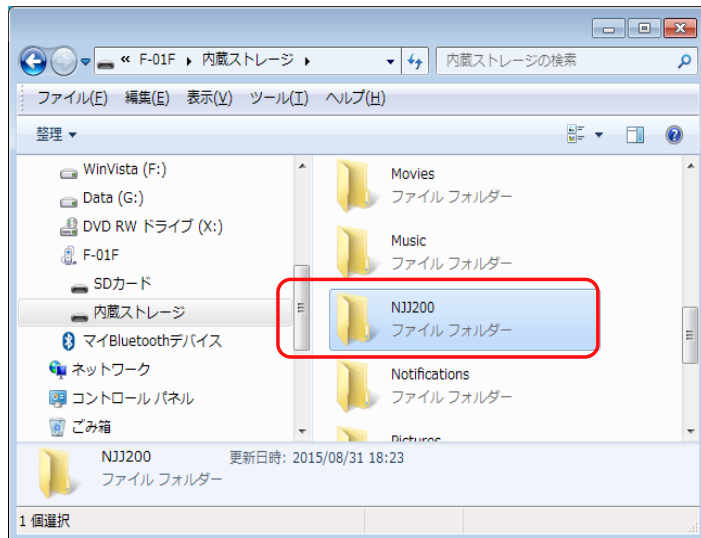 « F-01F ▸ 内蔵ストレージ ▸
内蔵ストレージの検索
ファイル(F) 編集(E) 表示(V) ツール(T) ヘルプ(H)
整理
WinVista (F:)
Data (G:)
DVD RW ドライブ (X:)
F-01F
SDカード
内蔵ストレージ
マイBluetoothデバイス
ネットワーク
コントロール パネル
ごみ箱
Movies
ファイル フォルダー
Music
ファイル フォルダー
NJJ200
ファイル フォルダー
Notifications
ファイル フォルダー
Pictures
NJJ200 更新日時: 2015/08/31 18:23
ファイル フォルダー
1 個選択